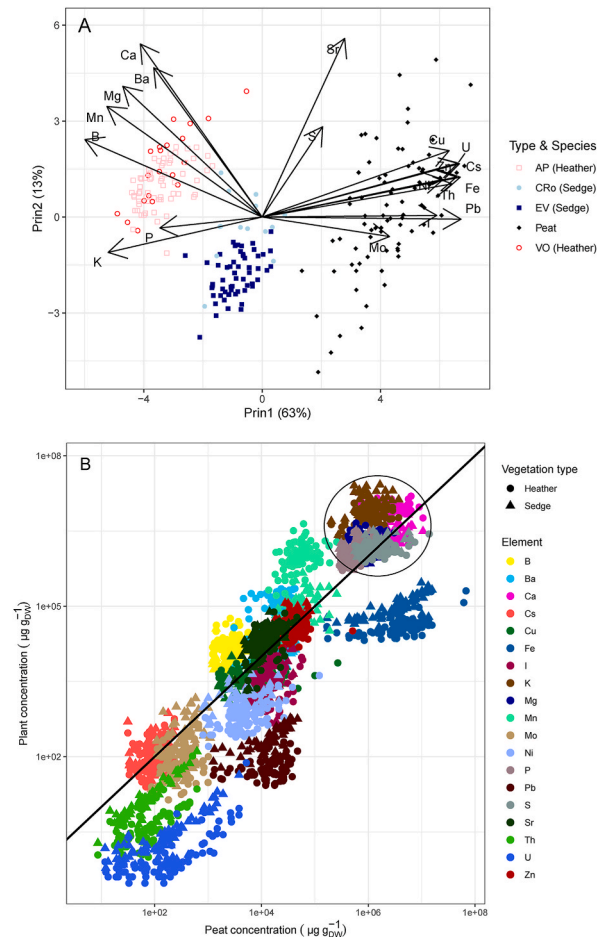 A
6
3
0
-3
Prin2 (13%)
Ca
Ba
Mg
Mn
B
P
K
Sr
S
Cu
U
Cs
Ni
Fe
Th
Pb
I
Mo
-4
0
4
Prin1 (63%)
Type & Species
AP (Heather)
CRo (Sedge)
EV (Sedge)
Peat
VO (Heather)
B
1e+08
1e+05
1e+02
Plant concentration ( µg g_DW^−1)
1e+02
1e+04
1e+06
1e+08
Peat concentration ( µg g_DW^−1)
Vegetation type
Heather
Sedge
Element
B
Ba
Ca
Cs
Cu
Fe
I
K
Mg
Mn
Mo
Ni
P
Pb
S
Sr
Th
U
Zn